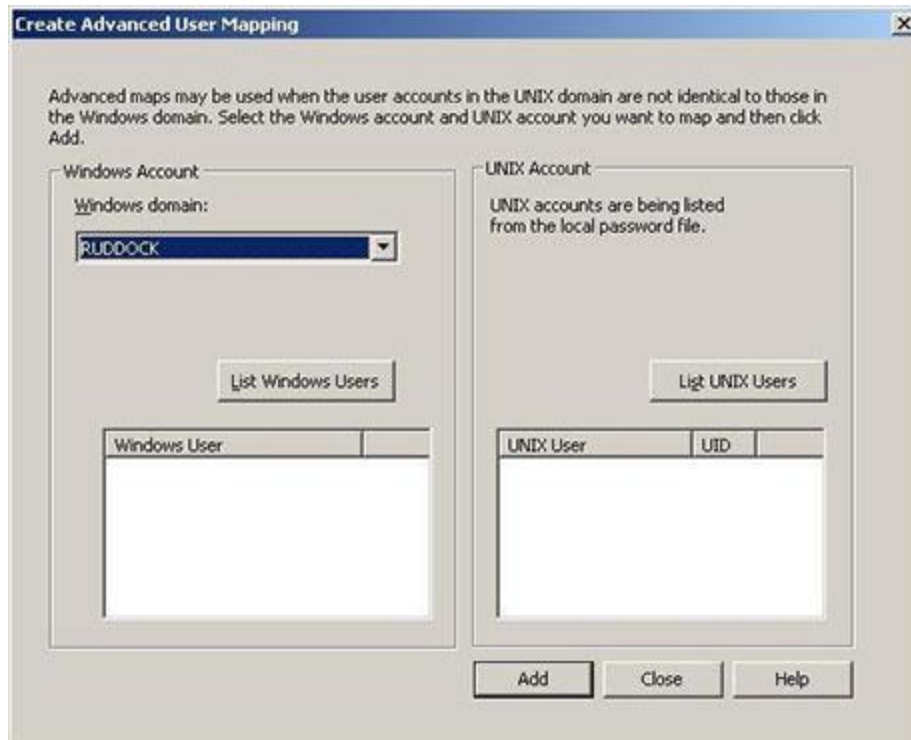 Create Advanced User Mapping
Advanced maps may be used when the user accounts in the UNIX domain are not identical to those in
the Windows domain. Select the Windows account and UNIX account you want to map and then click
Add.
Windows Account
Windows domain:
RUDDOCK
List Windows Users
Windows User
UNIX Account
UNIX accounts are being listed
from the local password file.
List UNIX Users
UNIX User UID
Add Close Help